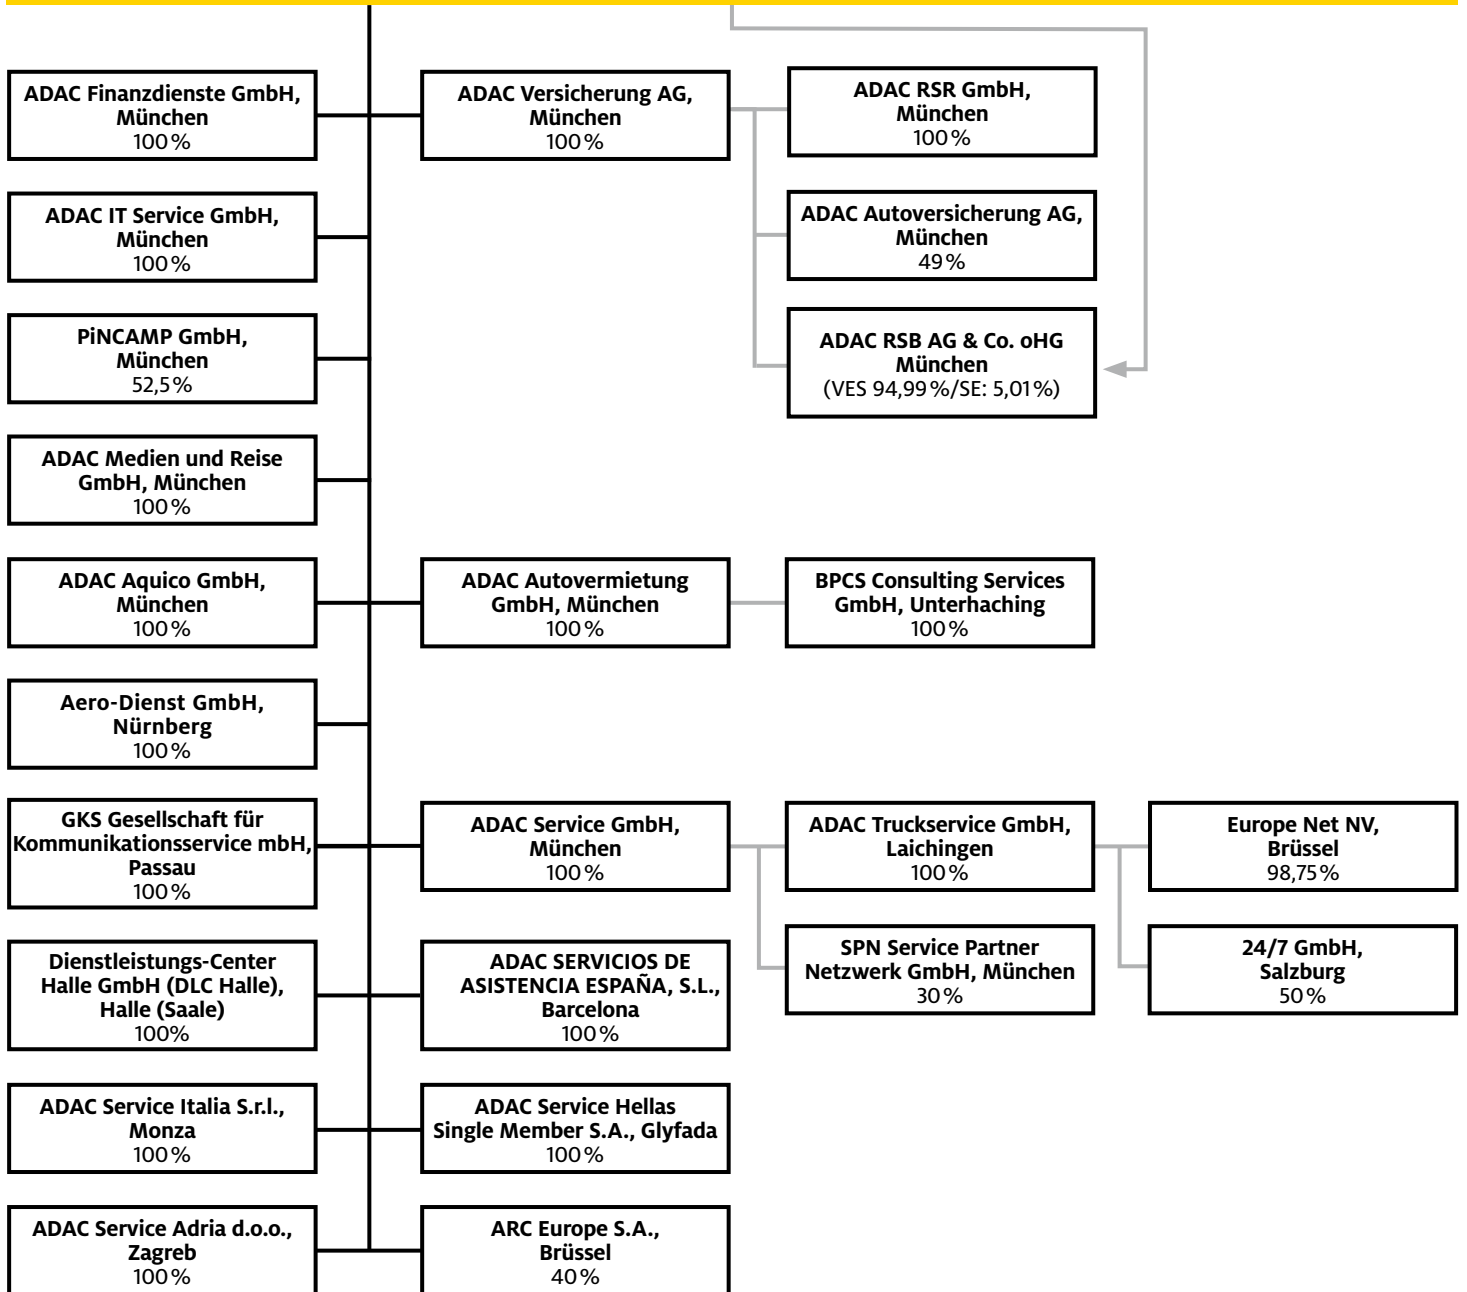 ADAC Finanzdienste GmbH,
München
100 %
ADAC Versicherung AG,
München
100 %
ADAC RSR GmbH,
München
100 %
ADAC IT Service GmbH,
München
100 %
ADAC Autoversicherung AG,
München
49 %
PiNCAMP GmbH,
München
52,5 %
ADAC RSB AG & Co. oHG
München
(VES 94,99 %/SE: 5,01 %)
ADAC Medien und Reise
GmbH, München
100 %
ADAC Aquico GmbH,
München
100 %
ADAC Autovermietung
GmbH, München
100 %
BPCS Consulting Services
GmbH, Unterhaching
100 %
Aero-Dienst GmbH,
Nürnberg
100 %
GKS Gesellschaft für
Kommunikationsservice mbH,
Passau
100 %
ADAC Service GmbH,
München
100 %
ADAC Truckservice GmbH,
Laichingen
100 %
Europe Net NV,
Brüssel
98,75 %
Dienstleistungs-Center
Halle GmbH (DLC Halle),
Halle (Saale)
100%
ADAC SERVICIOS DE
ASISTENCIA ESPAÑA, S.L.,
Barcelona
100 %
SPN Service Partner
Netzwerk GmbH, München
30 %
24/7 GmbH,
Salzburg
50 %
ADAC Service Italia S.r.l.,
Monza
100 %
ADAC Service Hellas
Single Member S.A., Glyfada
100 %
ADAC Service Adria d.o.o.,
Zagreb
100 %
ARC Europe S.A.,
Brüssel
40 %